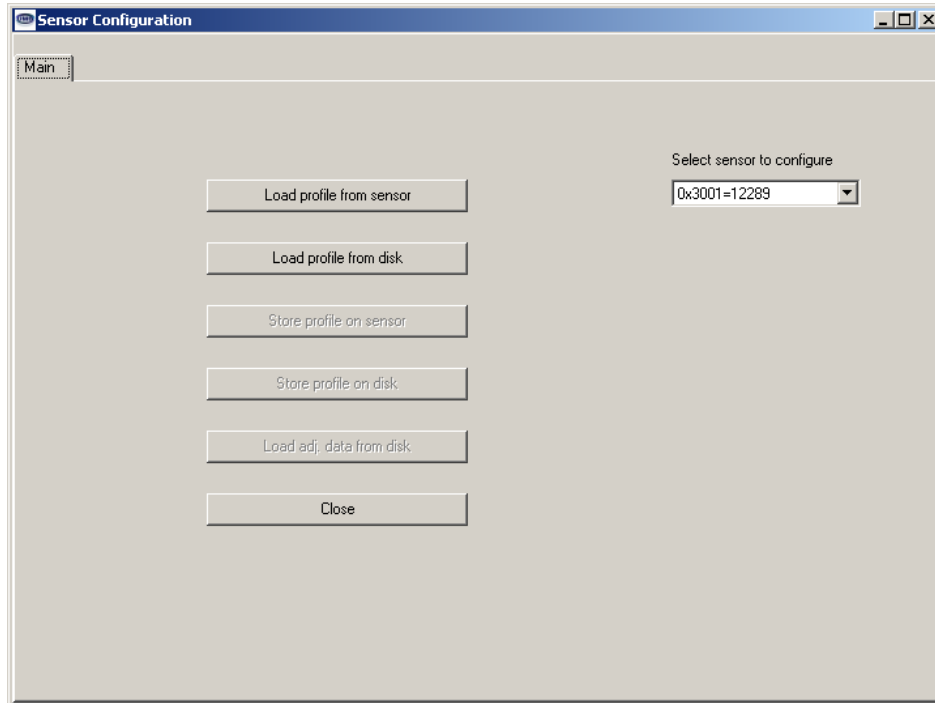 Sensor Configuration
Main
Select sensor to configure
0x3001=12289
Load profile from sensor
Load profile from disk
Store profile on sensor
Store profile on disk
Load adj. data from disk
Close